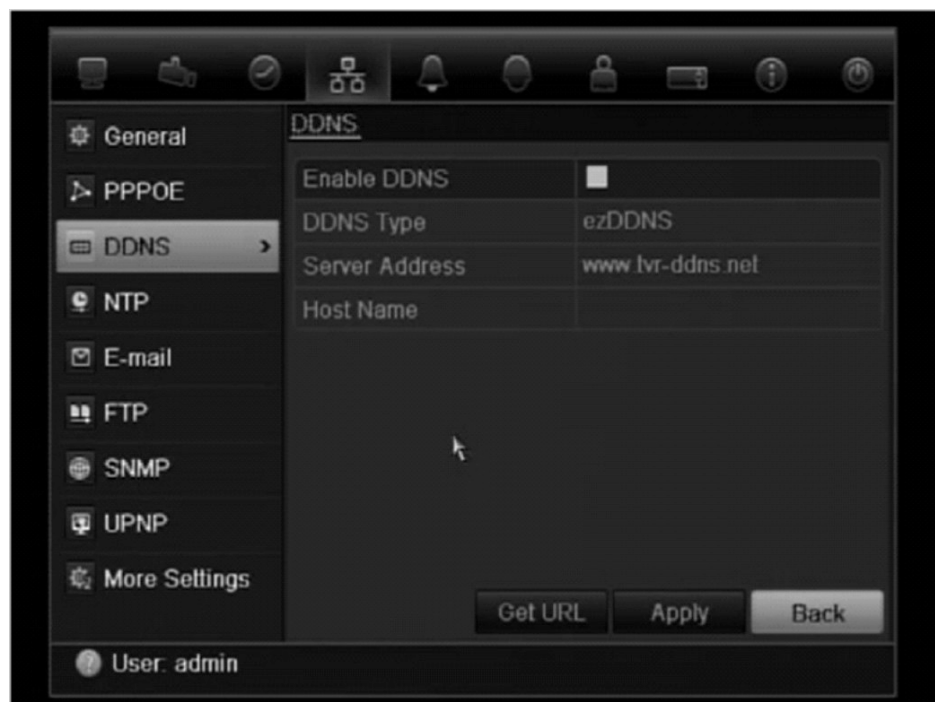 General
PPPOE
DDNS
NTP
E-mail
FTP
SNMP
UPNP
More Settings
DDNS
Enable DDNS
DDNS Type ezDDNS
Server Address www.tvr-ddns.net
Host Name
Get URL Apply Back
User: admin